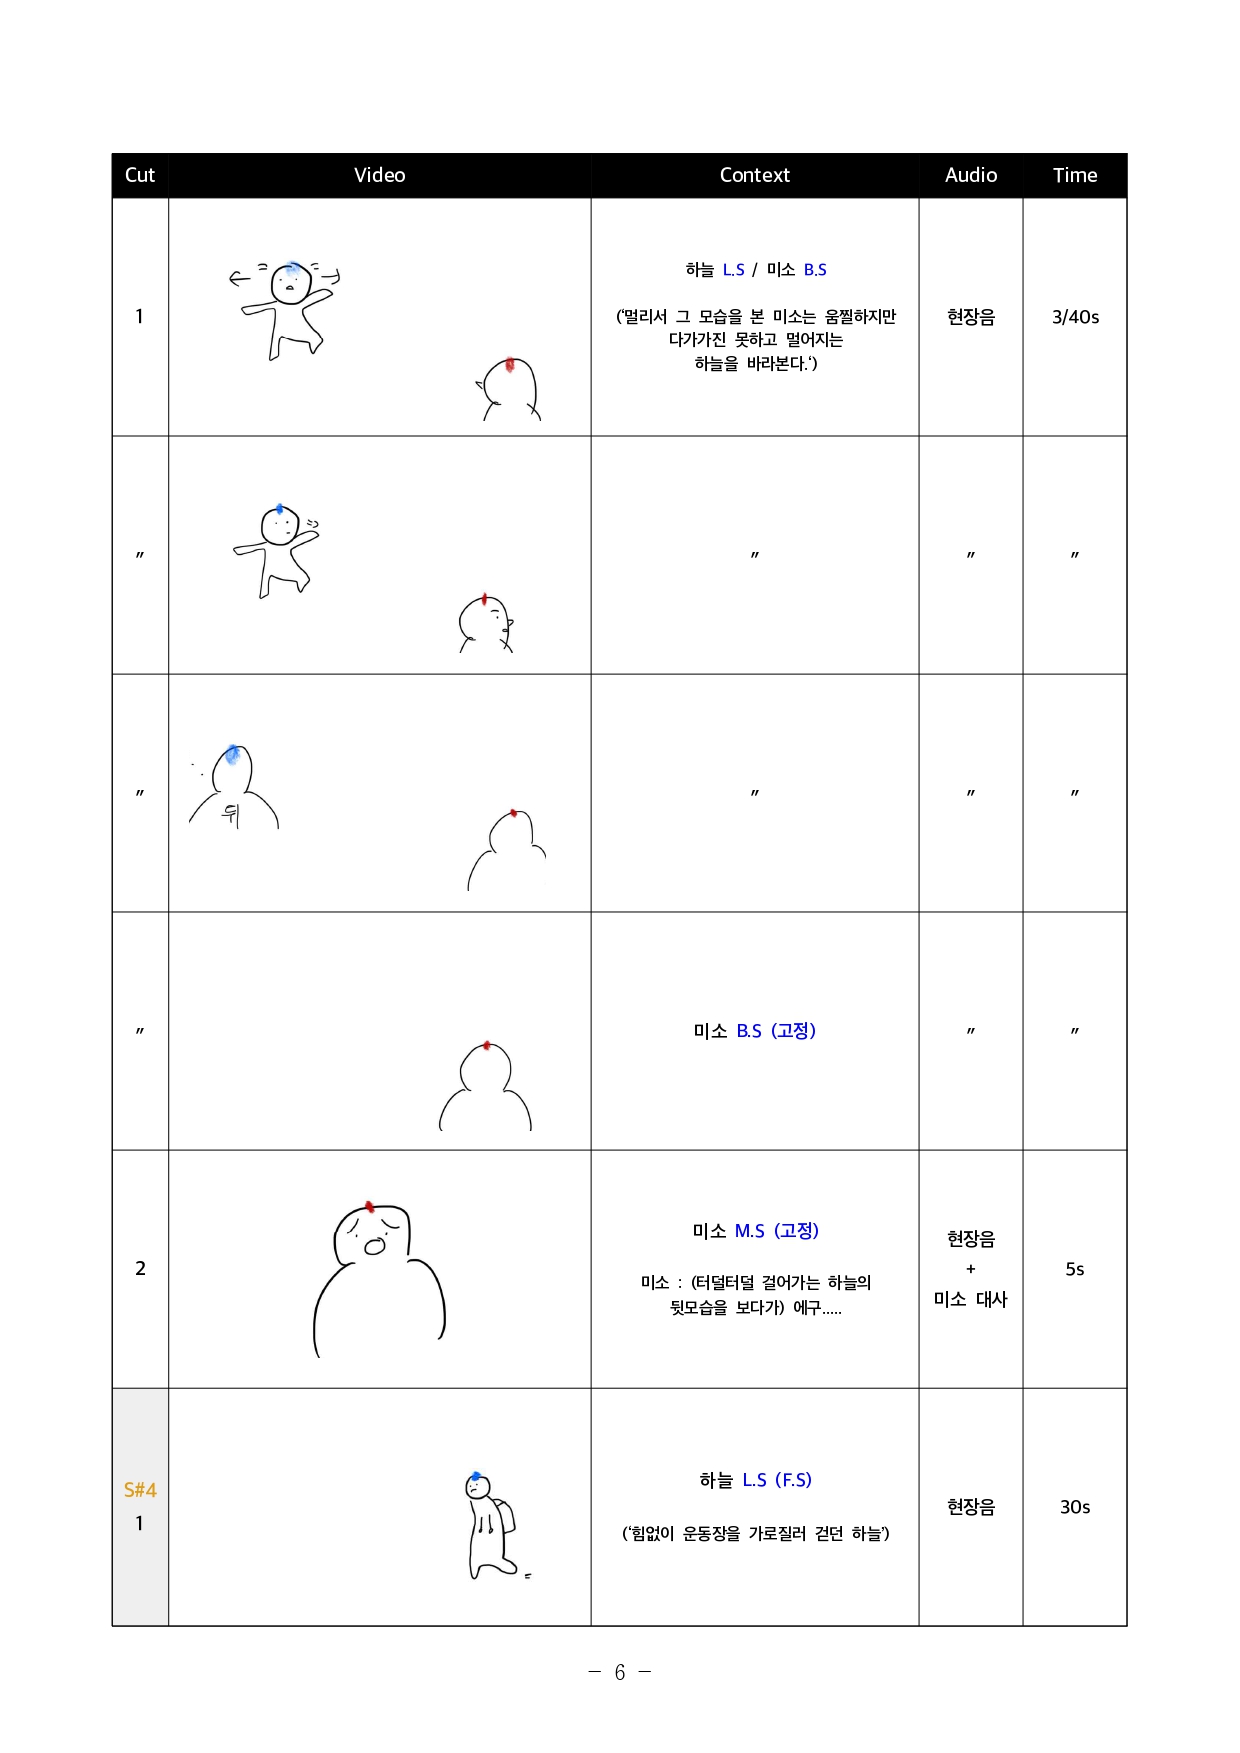 Cut Video Context Audio Time
1 하늘 L.S / 미소 B.S
(‘멀리서 그 모습을 본 미소는 움찔하지만
다가가진 못하고 멀어지는
하늘을 바라본다.‘)
현장음 3/40s
〃 〃 〃 〃
〃 뒤 〃 〃 〃
〃 미소 B.S (고정) 〃 〃
2 미소 M.S (고정)
미소 : (터덜터덜 걸어가는 하늘의
뒷모습을 보다가) 에구.....
현장음
+
미소 대사
5s
S#4
1
하늘 L.S (F.S)
(‘힘없이 운동장을 가로질러 걷던 하늘’)
현장음 30s
- 6 -